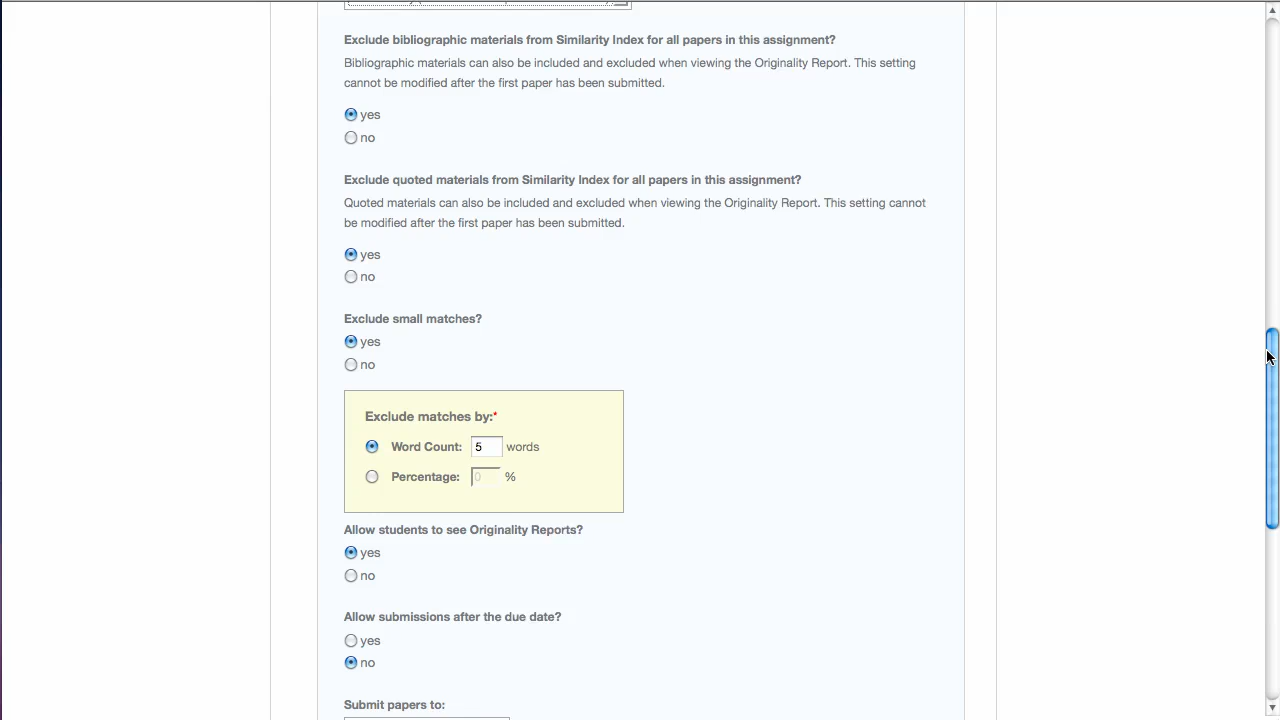 Exclude bibliographic materials from Similarity Index for all papers in this assignment?
Bibliographic materials can also be included and excluded when viewing the Originality Report. This setting
cannot be modified after the first paper has been submitted.
yes
no
Exclude quoted materials from Similarity Index for all papers in this assignment?
Quoted materials can also be included and excluded when viewing the Originality Report. This setting cannot
be modified after the first paper has been submitted.
yes
no
Exclude small matches?
yes
no
Exclude matches by:*
Word Count: 5 words
Percentage: 0 %
Allow students to see Originality Reports?
yes
no
Allow submissions after the due date?
yes
no
Submit papers to: